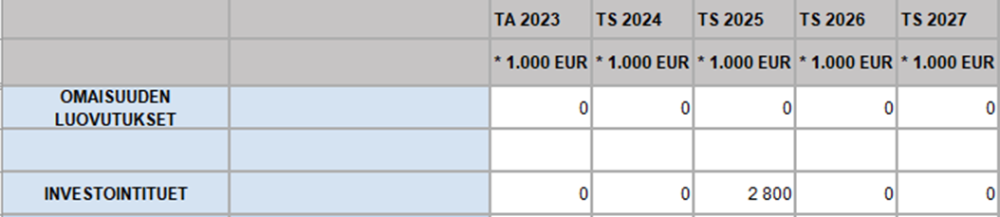 TA 2023 TS 2024 TS 2025 TS 2026 TS 2027
* 1.000 EUR * 1.000 EUR * 1.000 EUR * 1.000 EUR * 1.000 EUR
OMAISUUDEN
LUOVUTUKSET 0 0 0 0 0
INVESTOINTITUET 0 0 2 800 0 0